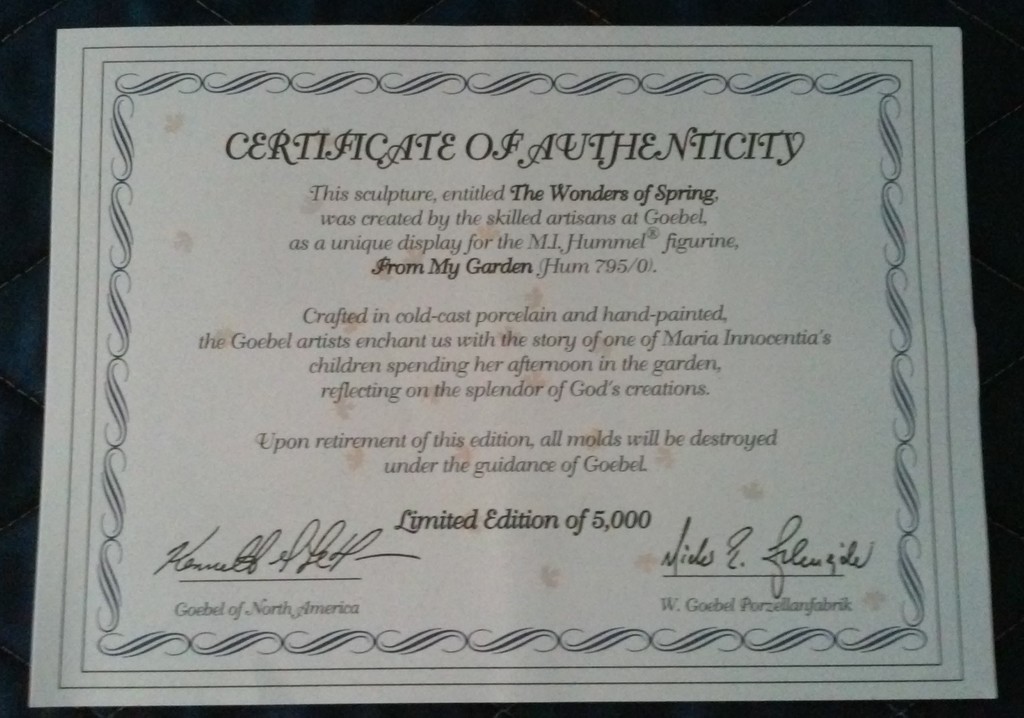 CERTIFICATE OF AUTHENTICITY
This sculpture, entitled The Wonders of Spring,
was created by the skilled artisans at Goebel,
as a unique display for the M.I. Hummel® figurine,
From My Garden (Hum 795/0).
Crafted in cold-cast porcelain and hand-painted,
the Goebel artists enchant us with the story of one of Maria Innocentia's
children spending her afternoon in the garden,
reflecting on the splendor of God's creations.
Upon retirement of this edition, all molds will be destroyed
under the guidance of Goebel.
Limited Edition of 5,000
Kenneth
Goebel of North America
W. Goebel Porzellanfabrik